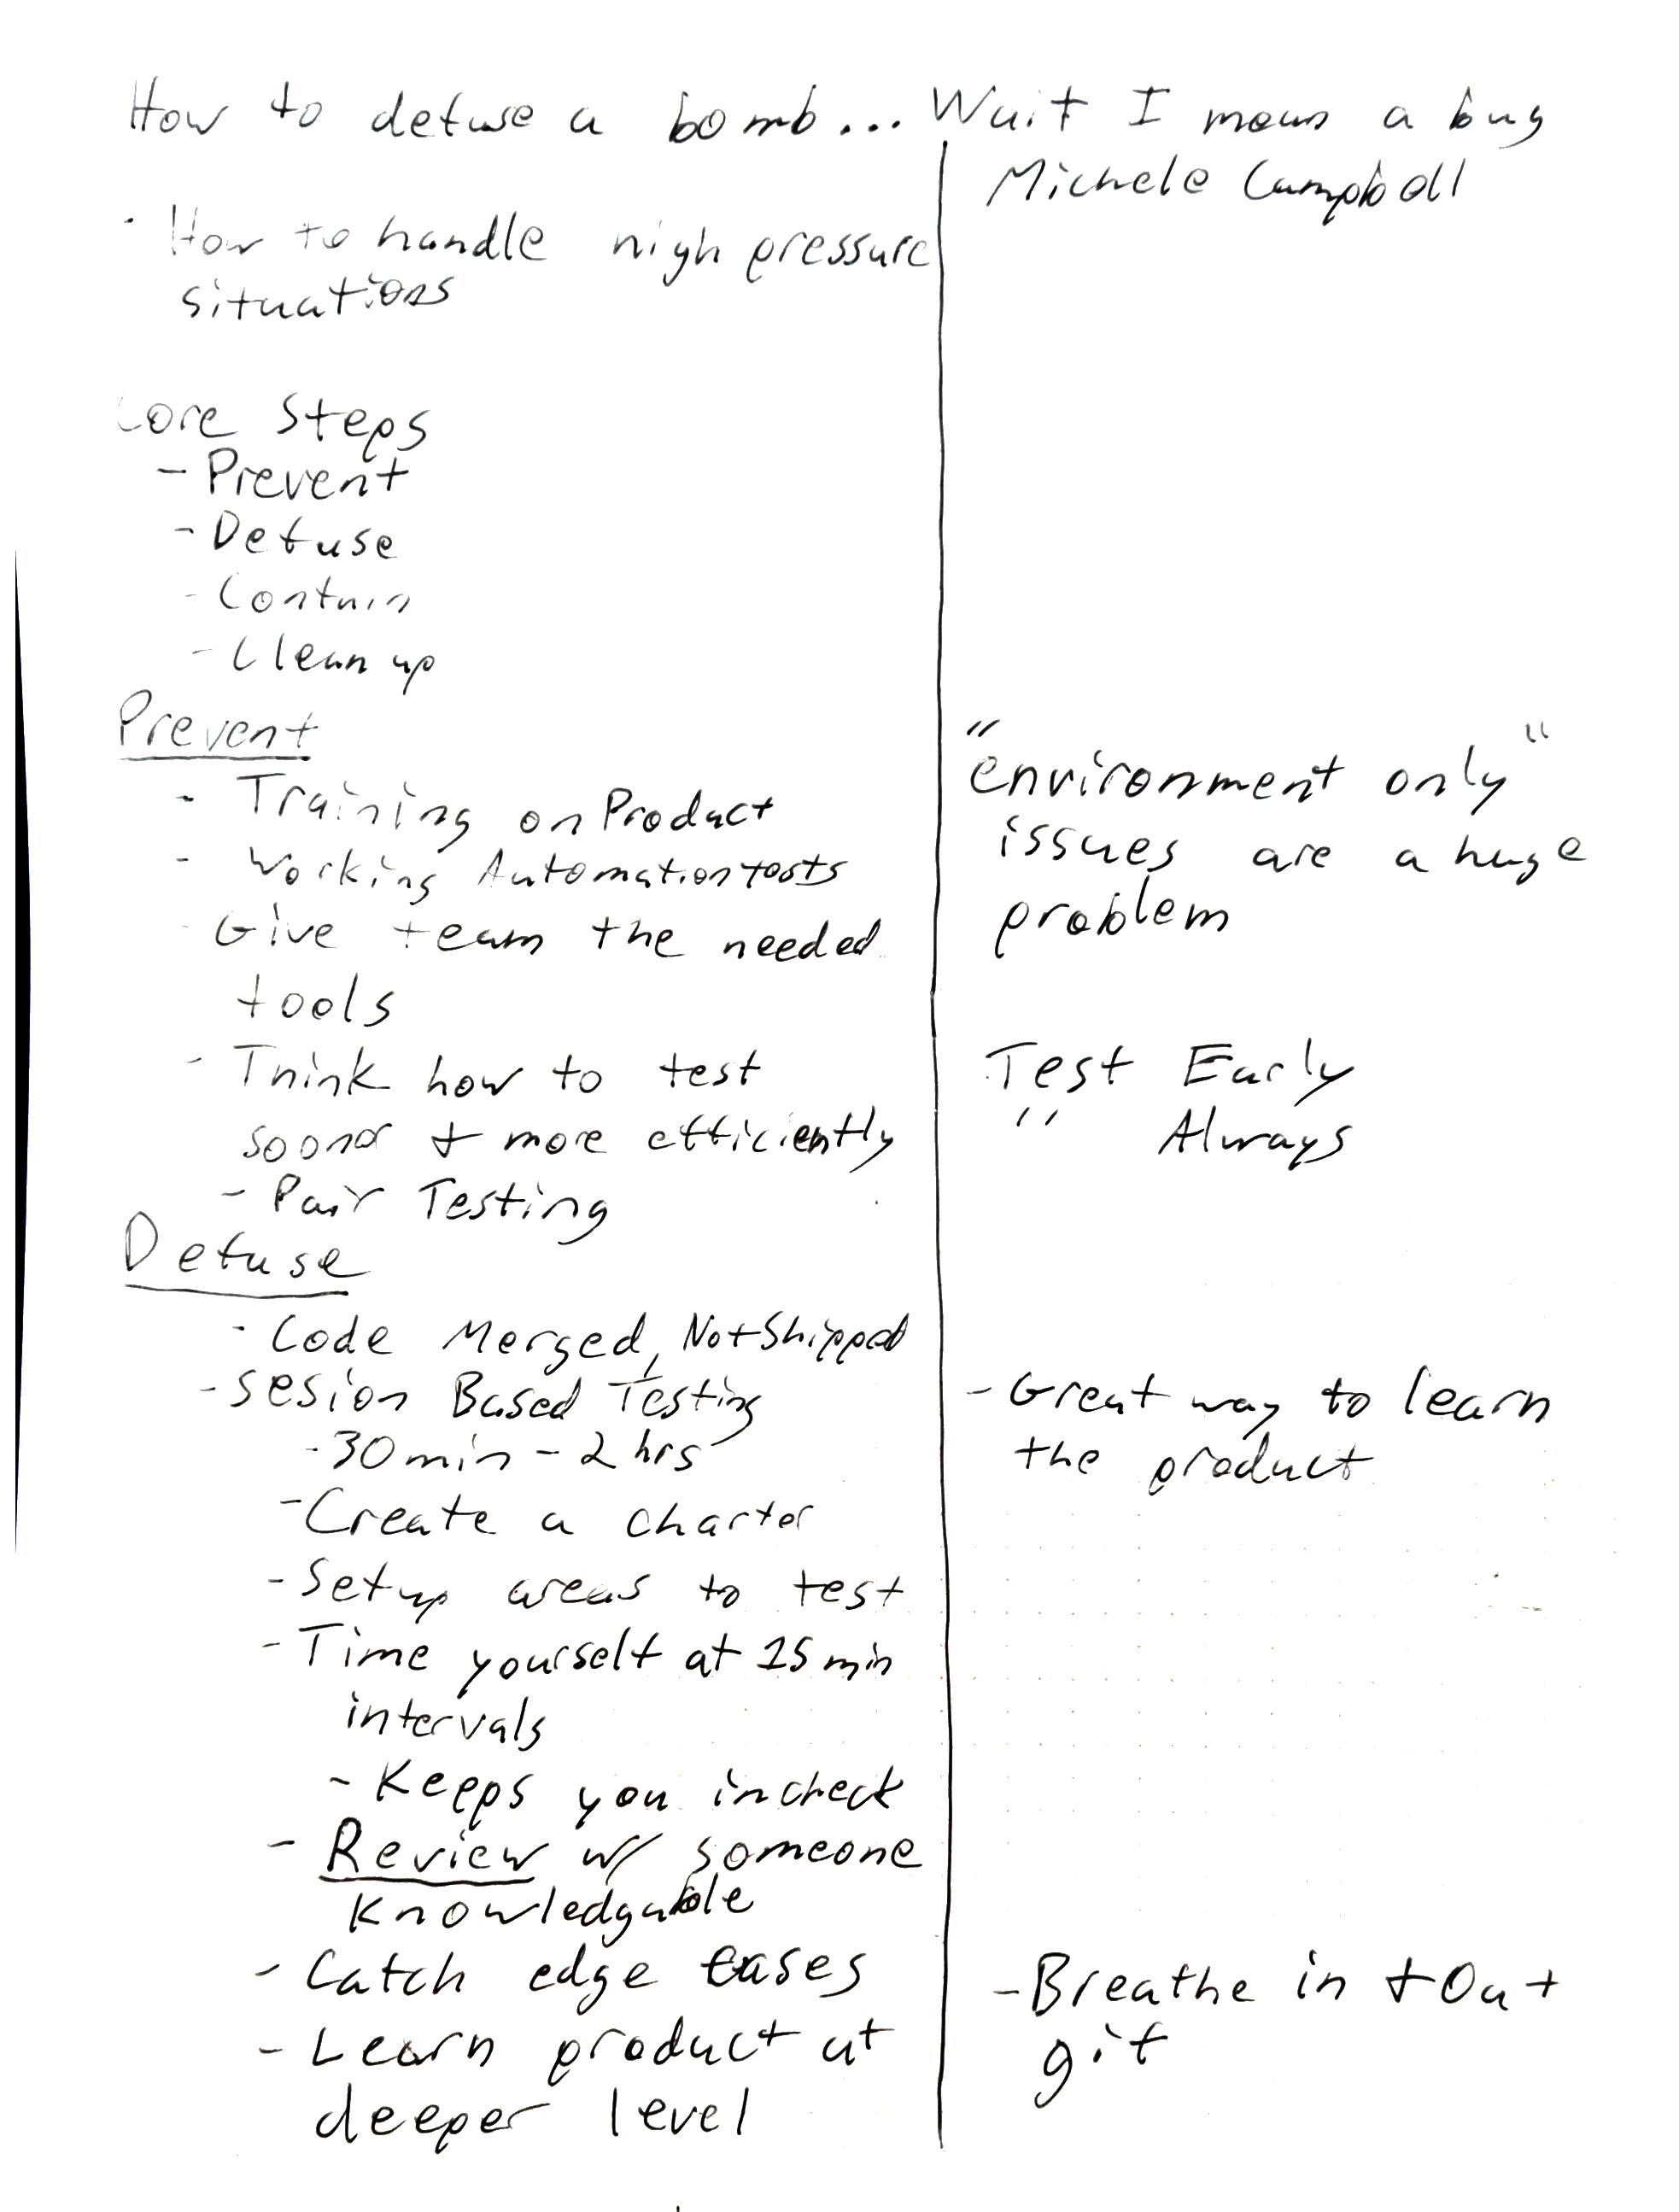 How to defuse a bomb... Wait I mean a bug
Michele Campbell
· How to handle high pressure
situations
Core Steps
- Prevent
- Defuse
- Contain
- Clean up
Prevent
- Training on Product
- Working Automation tests
- Give team the needed
tools
- Think how to test
sooner + more efficiently
- Pair Testing
Defuse
- Code Merged, Not Shipped
- Sesion Based Testing
- 30 min - 2 hrs
- Create a charter
- Setup areas to test
- Time yourself at 15 min
intervals
- Keeps you in check
- Review w/ someone
Knowledgable
- Catch edge cases
- Learn product at
deeper level
"environment only"
issues are a huge
problem
Test Early
" Always
- Great way to learn
the product
- Breathe in + Out
gif